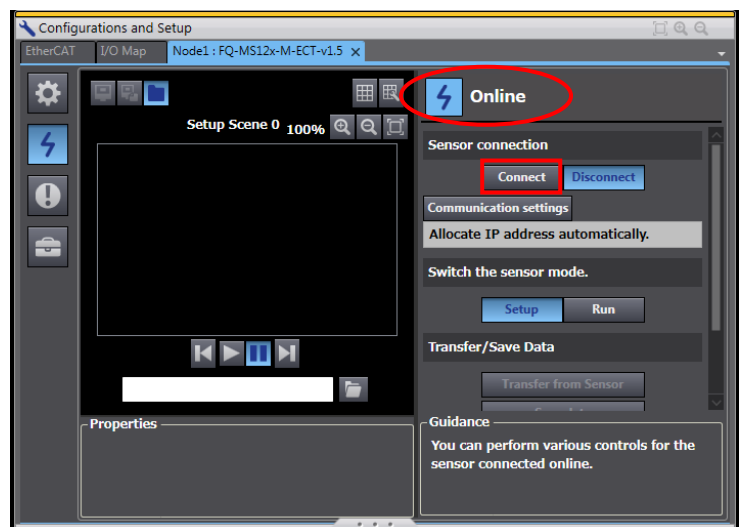 Configurations and Setup
EtherCAT I/O Map Node1 : FQ-MS12x-M-ECT-v1.5
Setup Scene 0 100%
Online
Sensor connection
Connect Disconnect
Communication settings
Allocate IP address automatically.
Switch the sensor mode.
Setup Run
Transfer/Save Data
Transfer from Sensor
Properties
Guidance
You can perform various controls for the
sensor connected online.